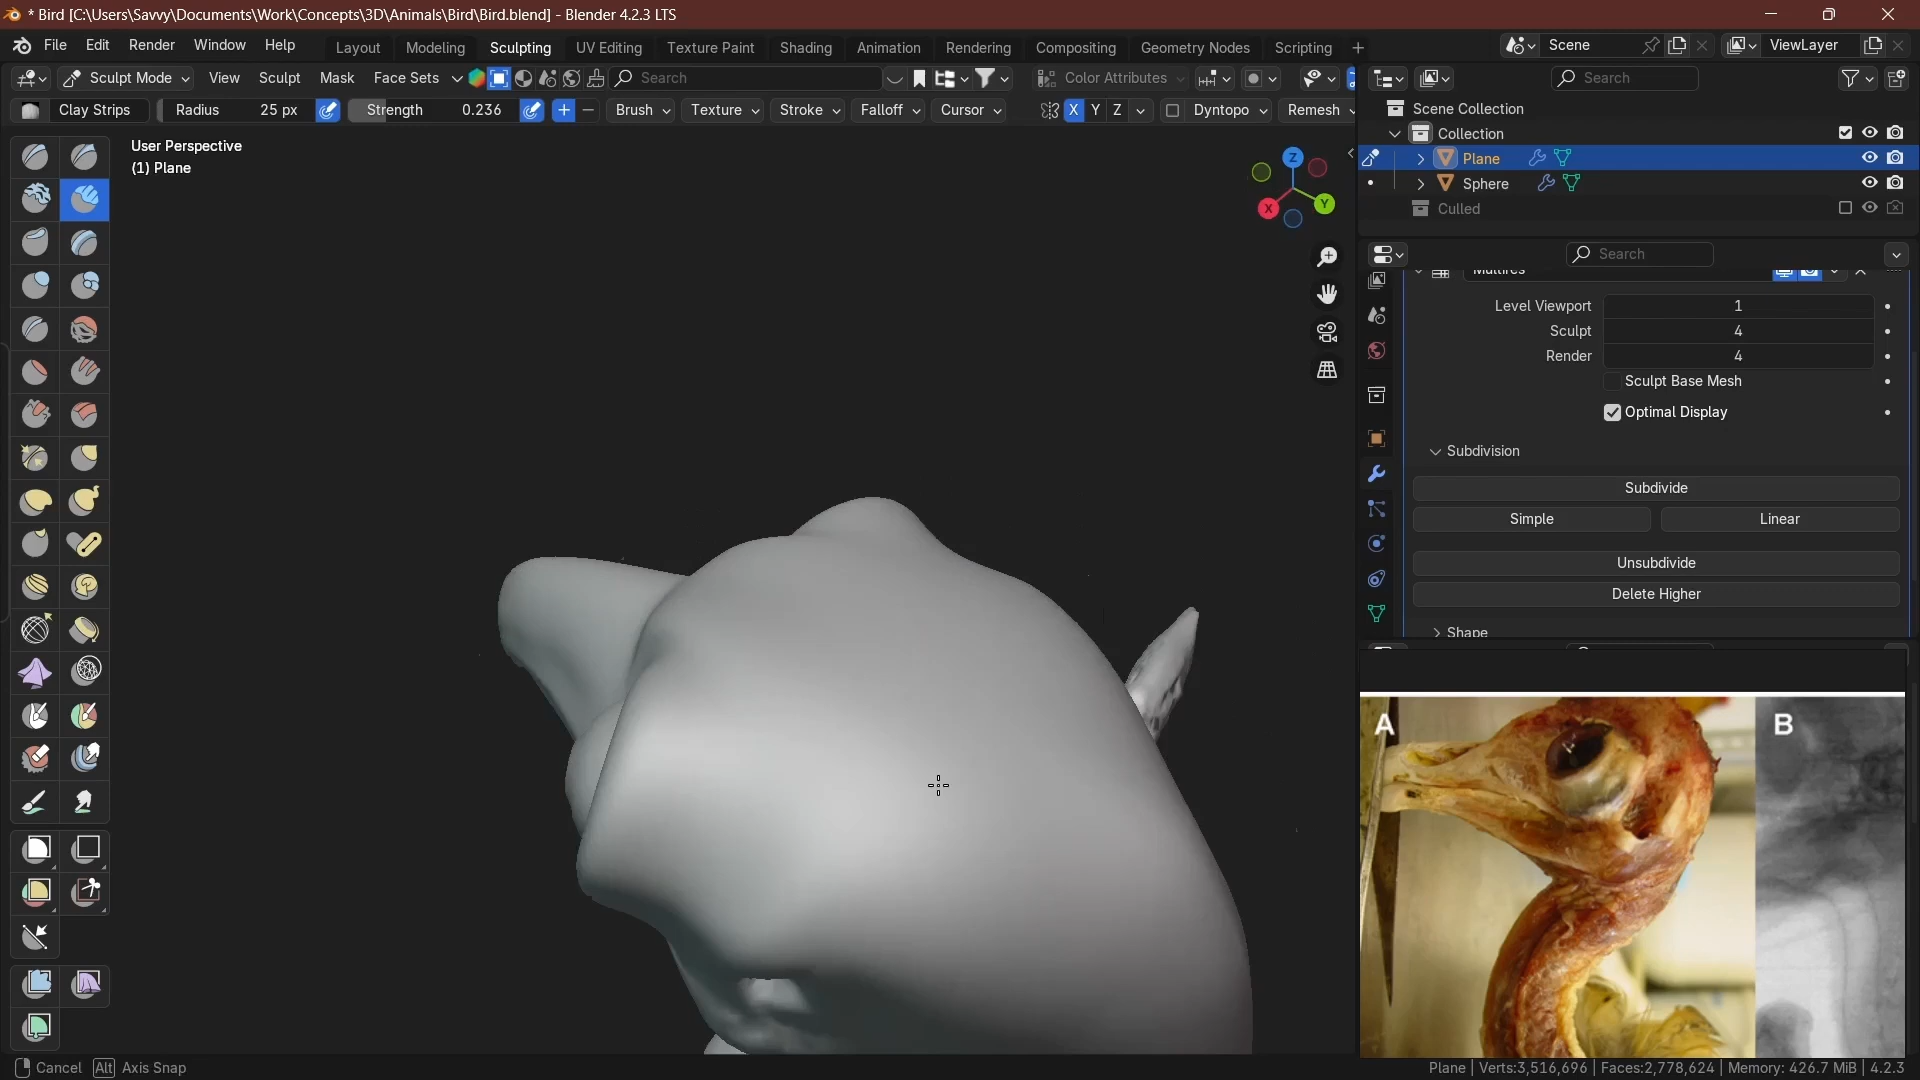 * Bird [C:\Users\Savvy\Documents\Work\Concepts\3D\Animals\Bird\Bird.blend] - Blender 4.2.3 LTS
File Edit Render Window Help Layout Modeling Sculpting UV Editing Texture Paint Shading Animation Rendering Compositing Geometry Nodes Scripting + Scene ViewLayer
Sculpt Mode View Sculpt Mask Face Sets Search Color Attributes Search
Clay Strips Radius 25 px Strength 0.236 + − Brush Texture Stroke Falloff Cursor X Y Z Dyntopo Remesh
Scene Collection
Collection
Plane
Sphere
Culled
User Perspective
(1) Plane
Z
X
Y
Search
Multires
Level Viewport 1
Sculpt 4
Render 4
Sculpt Base Mesh
Optimal Display
Subdivision
Subdivide
Simple Linear
Unsubdivide
Delete Higher
Shape
A B
Cancel Alt Axis Snap
Plane | Verts:3,516,696 | Faces:2,778,624 | Memory: 426.7 MiB | 4.2.3